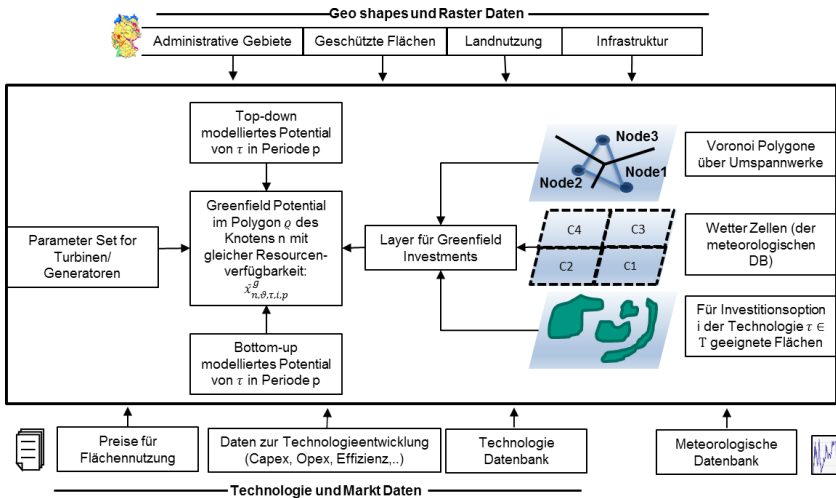 Geo shapes und Raster Daten
Administrative Gebiete
Geschützte Flächen
Landnutzung
Infrastruktur
Top-down
modelliertes Potential
von τ in Periode p
Greenfield Potential
im Polygon ϱ des
Knotens n mit
gleicher Resourcen-
verfügbarkeit:
x̄ᵍₙ,ϑ,τ,i,p
Parameter Set for
Turbinen/
Generatoren
Bottom-up
modelliertes Potential
von τ in Periode p
Layer für Greenfield
Investments
Node3
Node1
Node2
Voronoi Polygone
über Umspannwerke
C4
C3
C2
C1
Wetter Zellen (der
meteorologischen
DB)
Für Investitionsoption
i der Technologie τ ∈
T geeignete Flächen
Preise für
Flächennutzung
Daten zur Technologieentwicklung
(Capex, Opex, Effizienz,..)
Technologie
Datenbank
Meteorologische
Datenbank
Technologie und Markt Daten